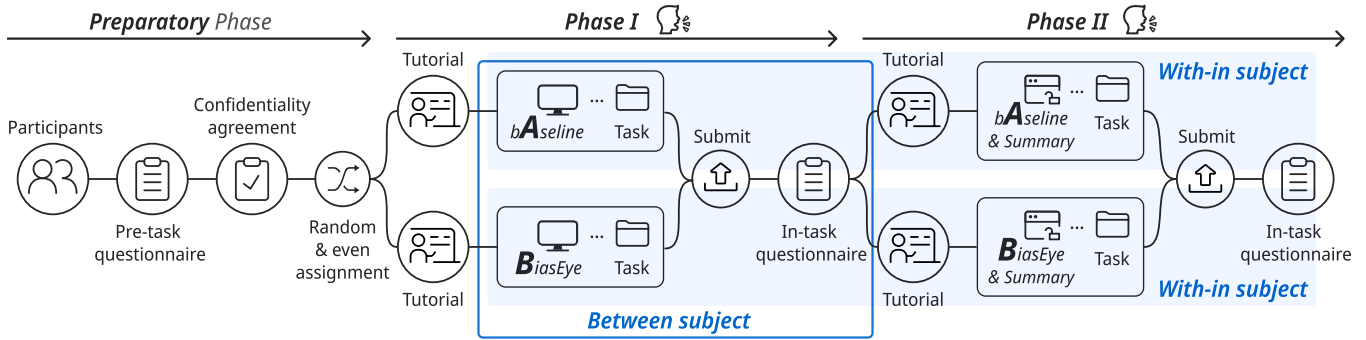 Preparatory Phase
Phase I
Phase II
Participants
Pre-task
questionnaire
Confidentiality
agreement
Random
& even
assignment
Tutorial
bAseline
...
Task
Tutorial
BiasEye
...
Task
Submit
In-task
questionnaire
Between subject
Tutorial
bAseline
& Summary
...
Task
With-in subject
Tutorial
BiasEye
& Summary
...
Task
With-in subject
Submit
In-task
questionnaire